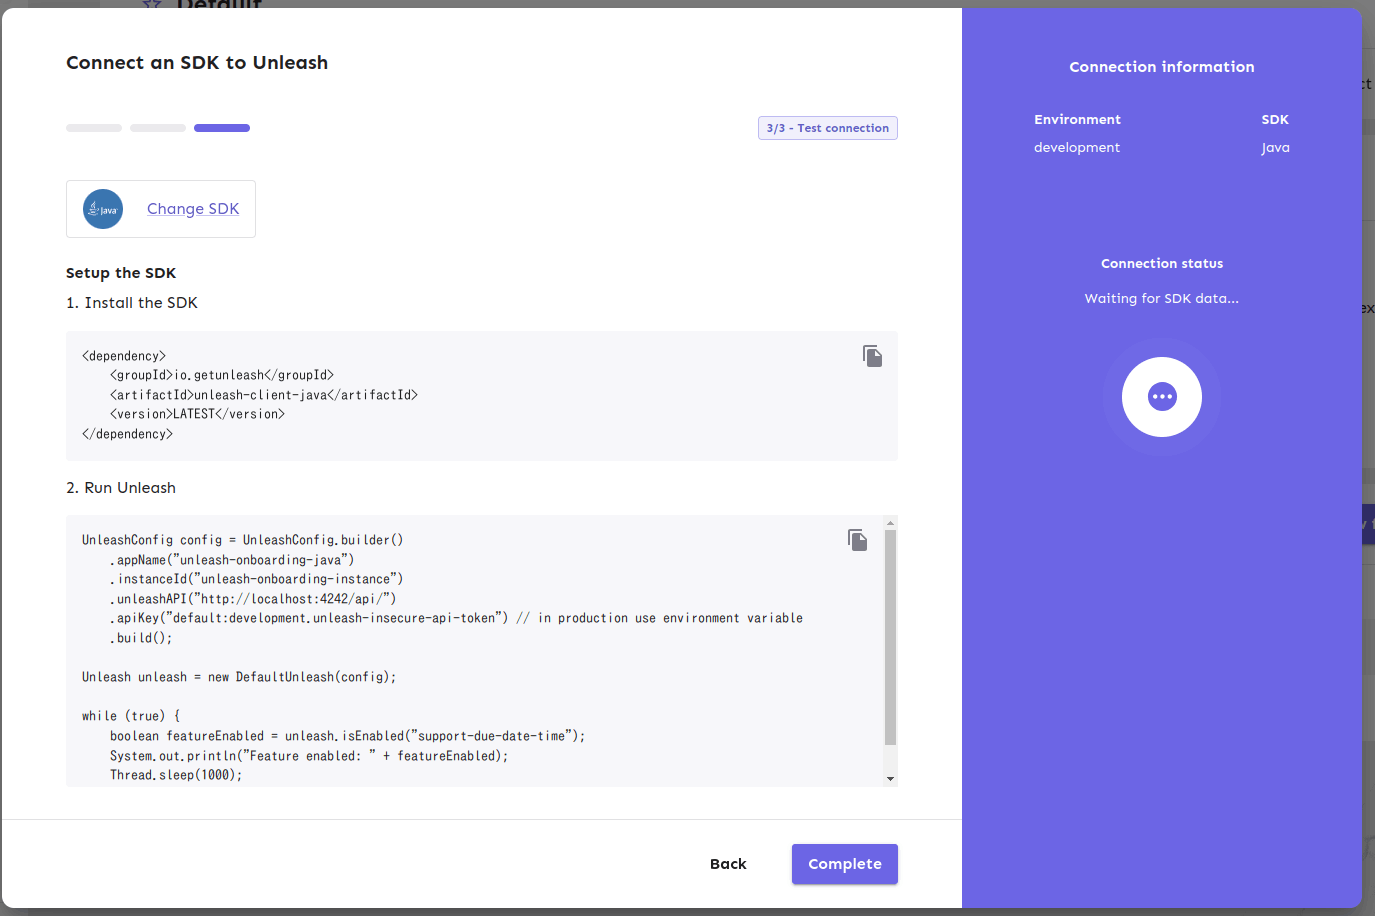 Default
Connect an SDK to Unleash
3/3 - Test connection
Java
Change SDK
Setup the SDK
1. Install the SDK
<dependency>
    <groupId>io.getunleash</groupId>
    <artifactId>unleash-client-java</artifactId>
    <version>LATEST</version>
</dependency>
2. Run Unleash
UnleashConfig config = UnleashConfig.builder()
    .appName("unleash-onboarding-java")
    .instanceId("unleash-onboarding-instance")
    .unleashAPI("http://localhost:4242/api/")
    .apiKey("default:development.unleash-insecure-api-token") // in production use environment variable
    .build();
Unleash unleash = new DefaultUnleash(config);
while (true) {
    boolean featureEnabled = unleash.isEnabled("support-due-date-time");
    System.out.println("Feature enabled: " + featureEnabled);
    Thread.sleep(1000);
Back
Complete
Connection information
Environment SDK
development Java
Connection status
Waiting for SDK data...